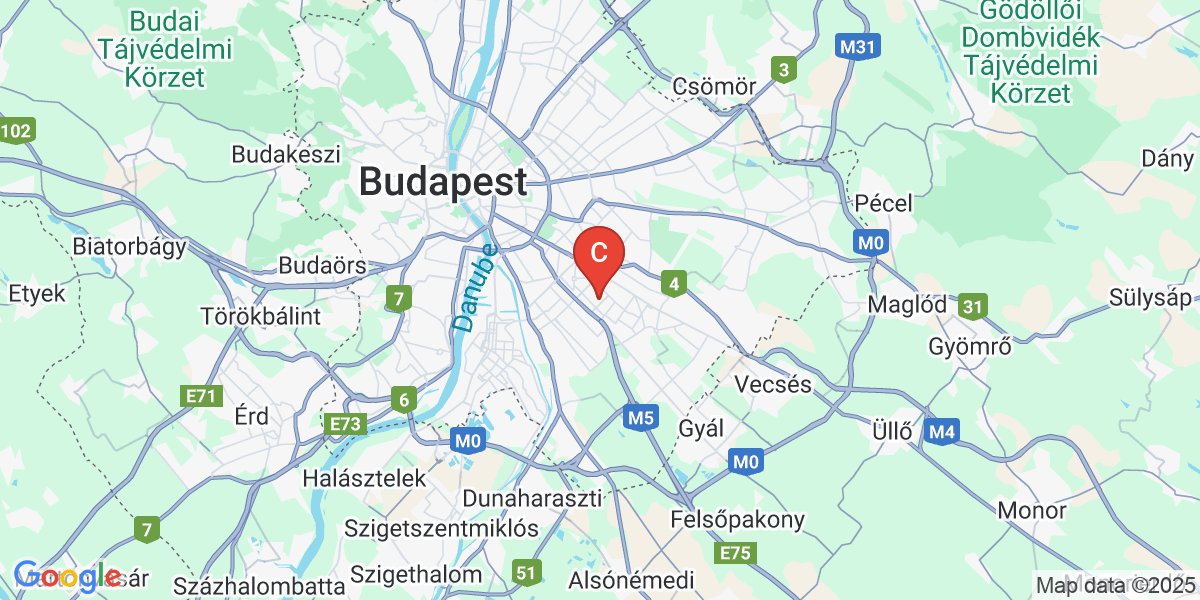 Budai
Tájvédelmi
Körzet
Gödöllői
Dombvidék
Tájvédelmi
Körzet
M31
3
Csömör
102
Budakeszi
Dány
Budapest
Pécel
Biatorbágy
M0
Budaörs
C
Danube
Etyek
7
4
Maglód
31
Sülysáp
Törökbálint
Gyömrő
E71
6
Vecsés
Érd
E73
M5
Gyál
Üllő
M4
M0
M0
Halásztelek
Dunaharaszti
Monor
7
Szigetszentmiklós
Felsőpakony
E75
Google
Százhalombatta
Szigethalom
51
Alsónémedi
Map data ©2025